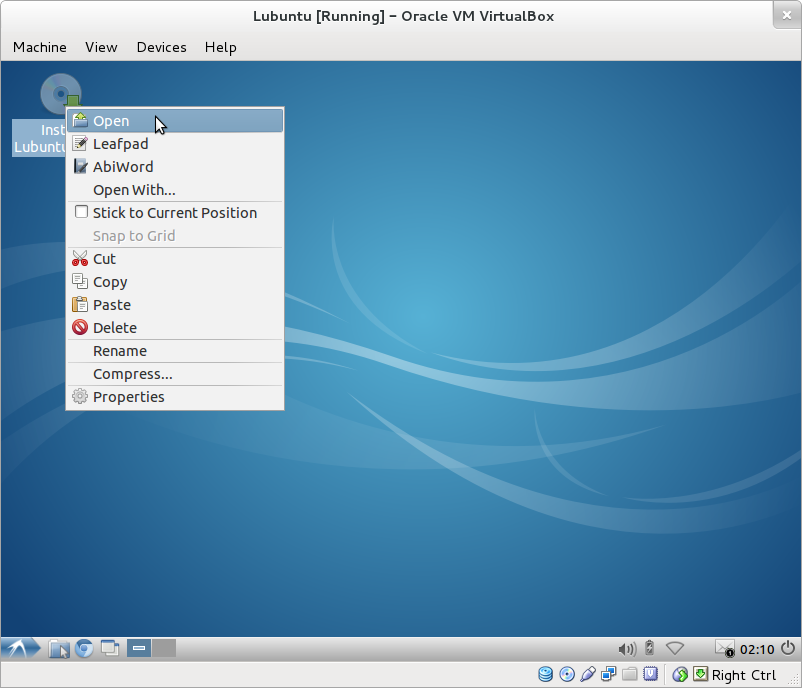 Lubuntu [Running] – Oracle VM VirtualBox
Machine View Devices Help
Inst
Lubuntu
Open
Leafpad
AbiWord
Open With...
Stick to Current Position
Snap to Grid
Cut
Copy
Paste
Delete
Rename
Compress...
Properties
02:10
Right Ctrl